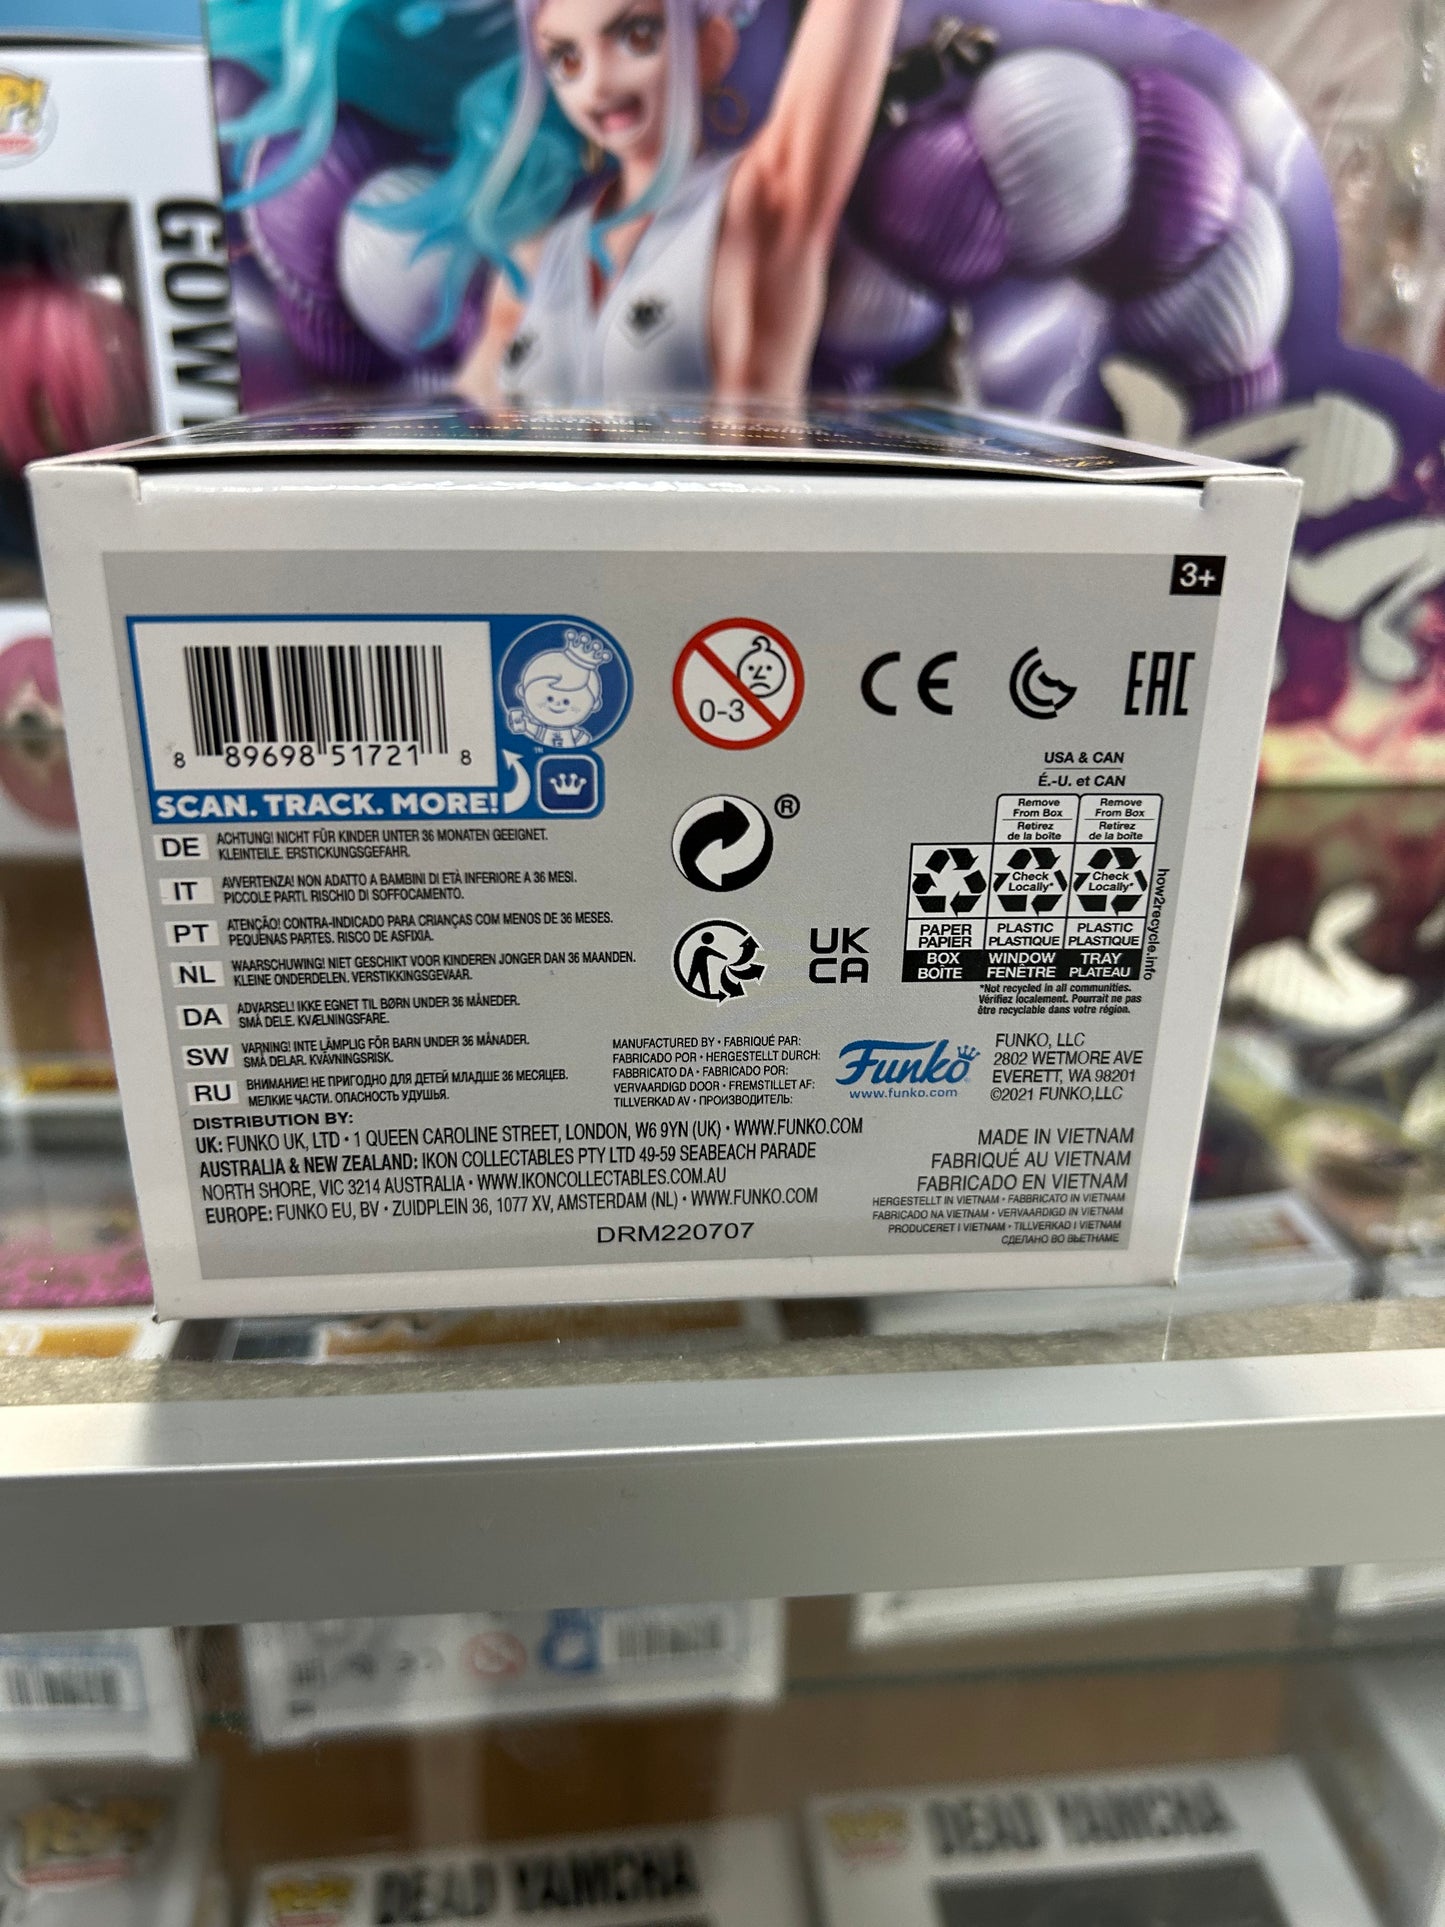 GOW
3+
8 89698 51721 8
SCAN. TRACK. MORE!
™
0-3
CE
EAC
DE ACHTUNG! NICHT FÜR KINDER UNTER 36 MONATEN GEEIGNET.
KLEINTEILE. ERSTICKUNGSGEFAHR.
IT AVVERTENZA! NON ADATTO A BAMBINI DI ETÀ INFERIORE A 36 MESI.
PICCOLE PARTI. RISCHIO DI SOFFOCAMENTO.
PT ATENÇÃO! CONTRA-INDICADO PARA CRIANÇAS COM MENOS DE 36 MESES.
PEQUENAS PARTES. RISCO DE ASFIXIA.
NL WAARSCHUWING! NIET GESCHIKT VOOR KINDEREN JONGER DAN 36 MAANDEN.
KLEINE ONDERDELEN. VERSTIKKINGSGEVAAR.
DA ADVARSEL! IKKE EGNET TIL BØRN UNDER 36 MÅNEDER.
SMÅ DELE. KVÆLNINGSFARE.
SW VARNING! INTE LÄMPLIG FÖR BARN UNDER 36 MÅNADER.
SMÅ DELAR. KVÄVNINGSRISK.
RU ВНИМАНИЕ! НЕ ПРИГОДНО ДЛЯ ДЕТЕЙ МЛАДШЕ 36 МЕСЯЦЕВ.
МЕЛКИЕ ЧАСТИ. ОПАСНОСТЬ УДУШЬЯ.
®
UK
CA
USA & CAN
É.-U. et CAN
Remove From Box Retirez de la boîte
Remove From Box Retirez de la boîte
Check Locally*
Check Locally*
PAPER PAPIER
PLASTIC PLASTIQUE
PLASTIC PLASTIQUE
BOX BOÎTE
WINDOW FENÊTRE
TRAY PLATEAU
how2recycle.info
*Not recycled in all communities.
Vérifiez localement. Pourrait ne pas
être recyclable dans votre région.
MANUFACTURED BY • FABRIQUÉ PAR:
FABRICADO POR • HERGESTELLT DURCH:
FABBRICATO DA • FABRICADO POR:
VERVAARDIGD DOOR • FREMSTILLET AF:
TILLVERKAD AV • ПРОИЗВОДИТЕЛЬ:
Funko
www.funko.com
FUNKO, LLC
2802 WETMORE AVE
EVERETT, WA 98201
©2021 FUNKO,LLC
DISTRIBUTION BY:
UK: FUNKO UK, LTD • 1 QUEEN CAROLINE STREET, LONDON, W6 9YN (UK) • WWW.FUNKO.COM
AUSTRALIA & NEW ZEALAND: IKON COLLECTABLES PTY LTD 49-59 SEABEACH PARADE
NORTH SHORE, VIC 3214 AUSTRALIA • WWW.IKONCOLLECTABLES.COM.AU
EUROPE: FUNKO EU, BV • ZUIDPLEIN 36, 1077 XV, AMSTERDAM (NL) • WWW.FUNKO.COM
DRM220707
MADE IN VIETNAM
FABRIQUÉ AU VIETNAM
FABRICADO EN VIETNAM
HERGESTELLT IN VIETNAM • FABBRICATO IN VIETNAM
FABRICADO NA VIETNAM • VERVAARDIGD IN VIETNAM
PRODUCERET I VIETNAM • TILLVERKAD I VIETNAM
СДЕЛАНО ВО ВЬЕТНАМЕ
DEAD YAMCHA
DEAD YAMCHA